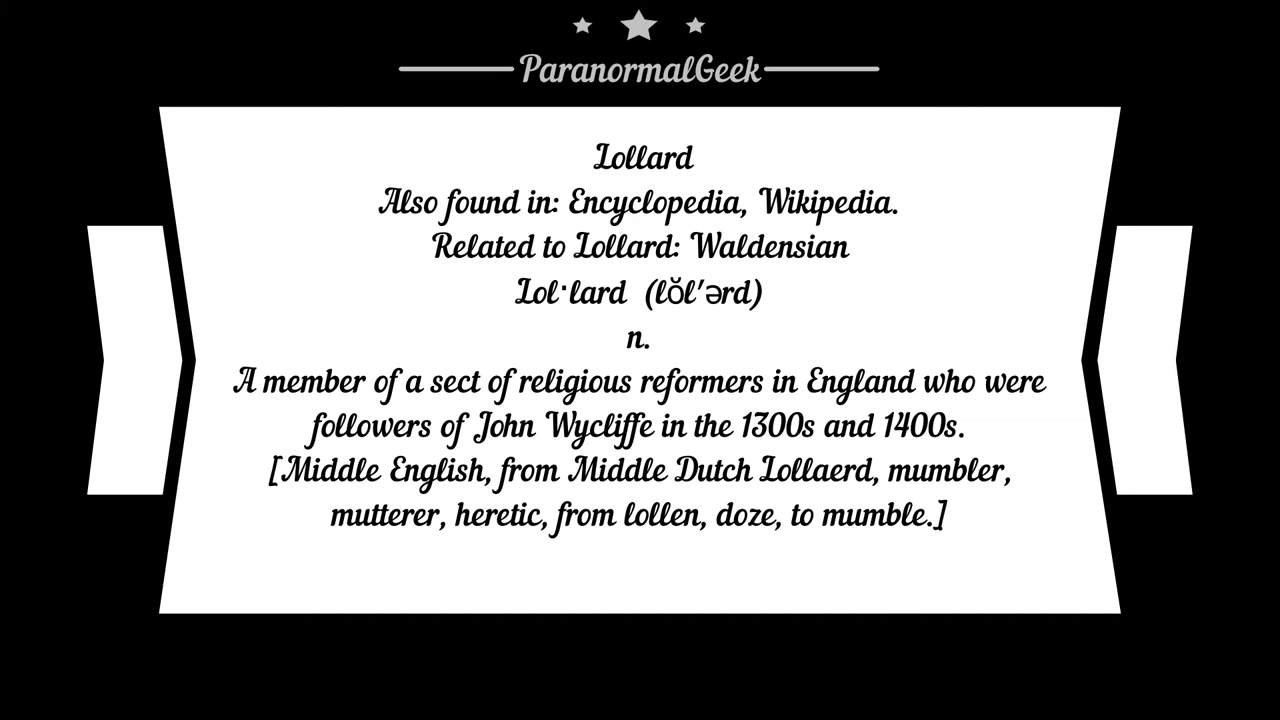 ParanormalGeek
Lollard
Also found in: Encyclopedia, Wikipedia.
Related to Lollard: Waldensian
Lol·lard (lŏl′ərd)
n.
A member of a sect of religious reformers in England who were
followers of John Wycliffe in the 1300s and 1400s.
[Middle English, from Middle Dutch Lollaerd, mumbler,
mutterer, heretic, from lollen, doze, to mumble.]